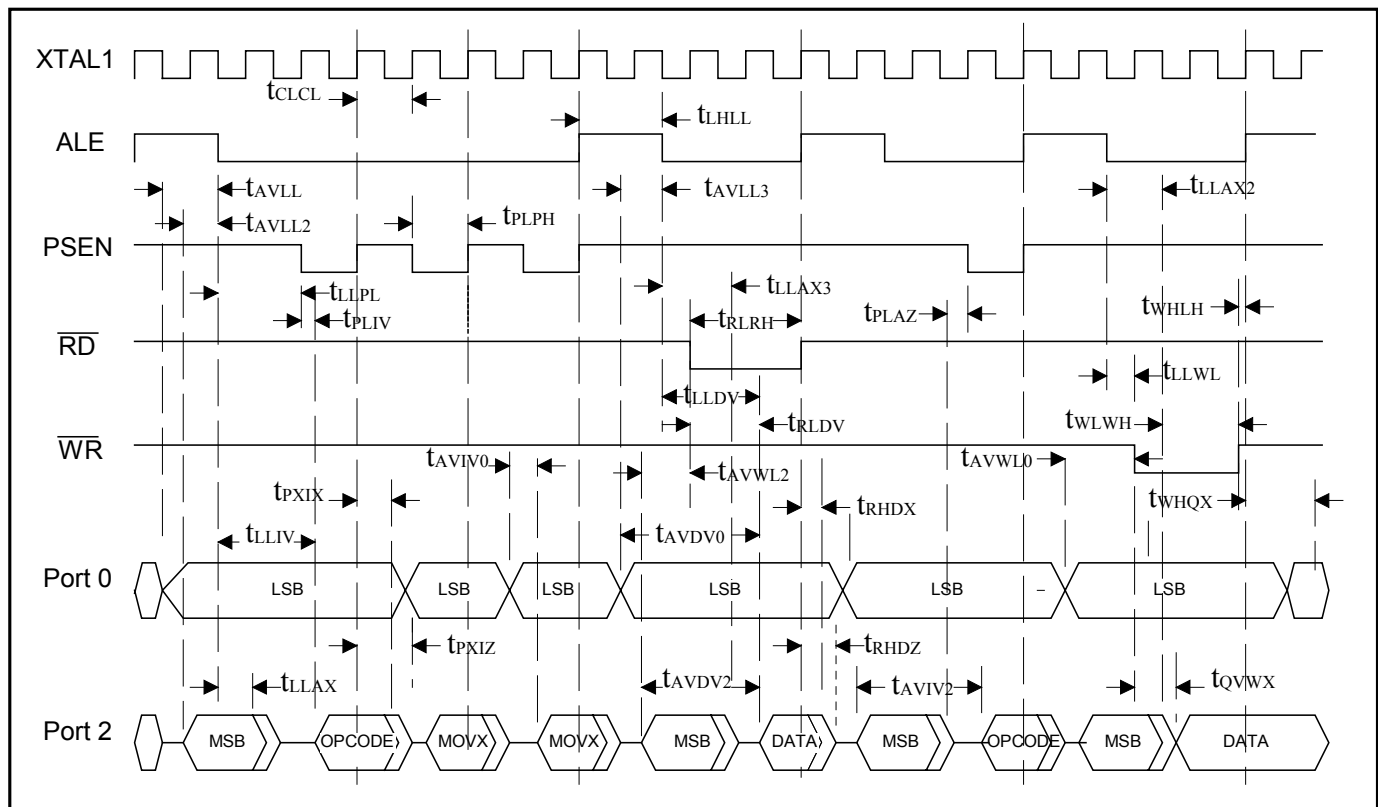 XTAL1
tCLCL
tLHLL
ALE
tAVLL
tAVLL3
tLLAX2
tAVLL2
tPLPH
PSEN
tLLPL
tLLAX3
tWHLH
tPLIV
tRLRH
tPLAZ
RD
tLLWL
tLLDV
tRLDV
tWLWH
WR
tAVIV0
tAVWL2
tAVWL0
tPXIX
tRHDX
tWHQX
tLLIV
tAVDV0
Port 0
LSB LSB LSB LSB LSB LSB
tPXIZ
tRHDZ
tLLAX
tAVDV2
tAVIV2
tQVWX
Port 2
MSB OPCODE MOVX MOVX MSB DATA MSB OPCODE MSB DATA